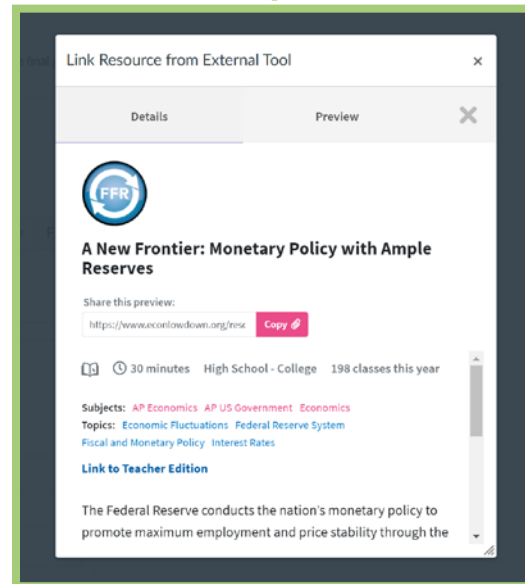 Link Resource from External Tool ×
Details Preview
FFR
A New Frontier: Monetary Policy with Ample
Reserves
Share this preview:
https://www.econlowdown.org/resc Copy
30 minutes High School - College 198 classes this year
Subjects: AP Economics AP US Government Economics
Topics: Economic Fluctuations Federal Reserve System
Fiscal and Monetary Policy Interest Rates
Link to Teacher Edition
The Federal Reserve conducts the nation's monetary policy to
promote maximum employment and price stability through the